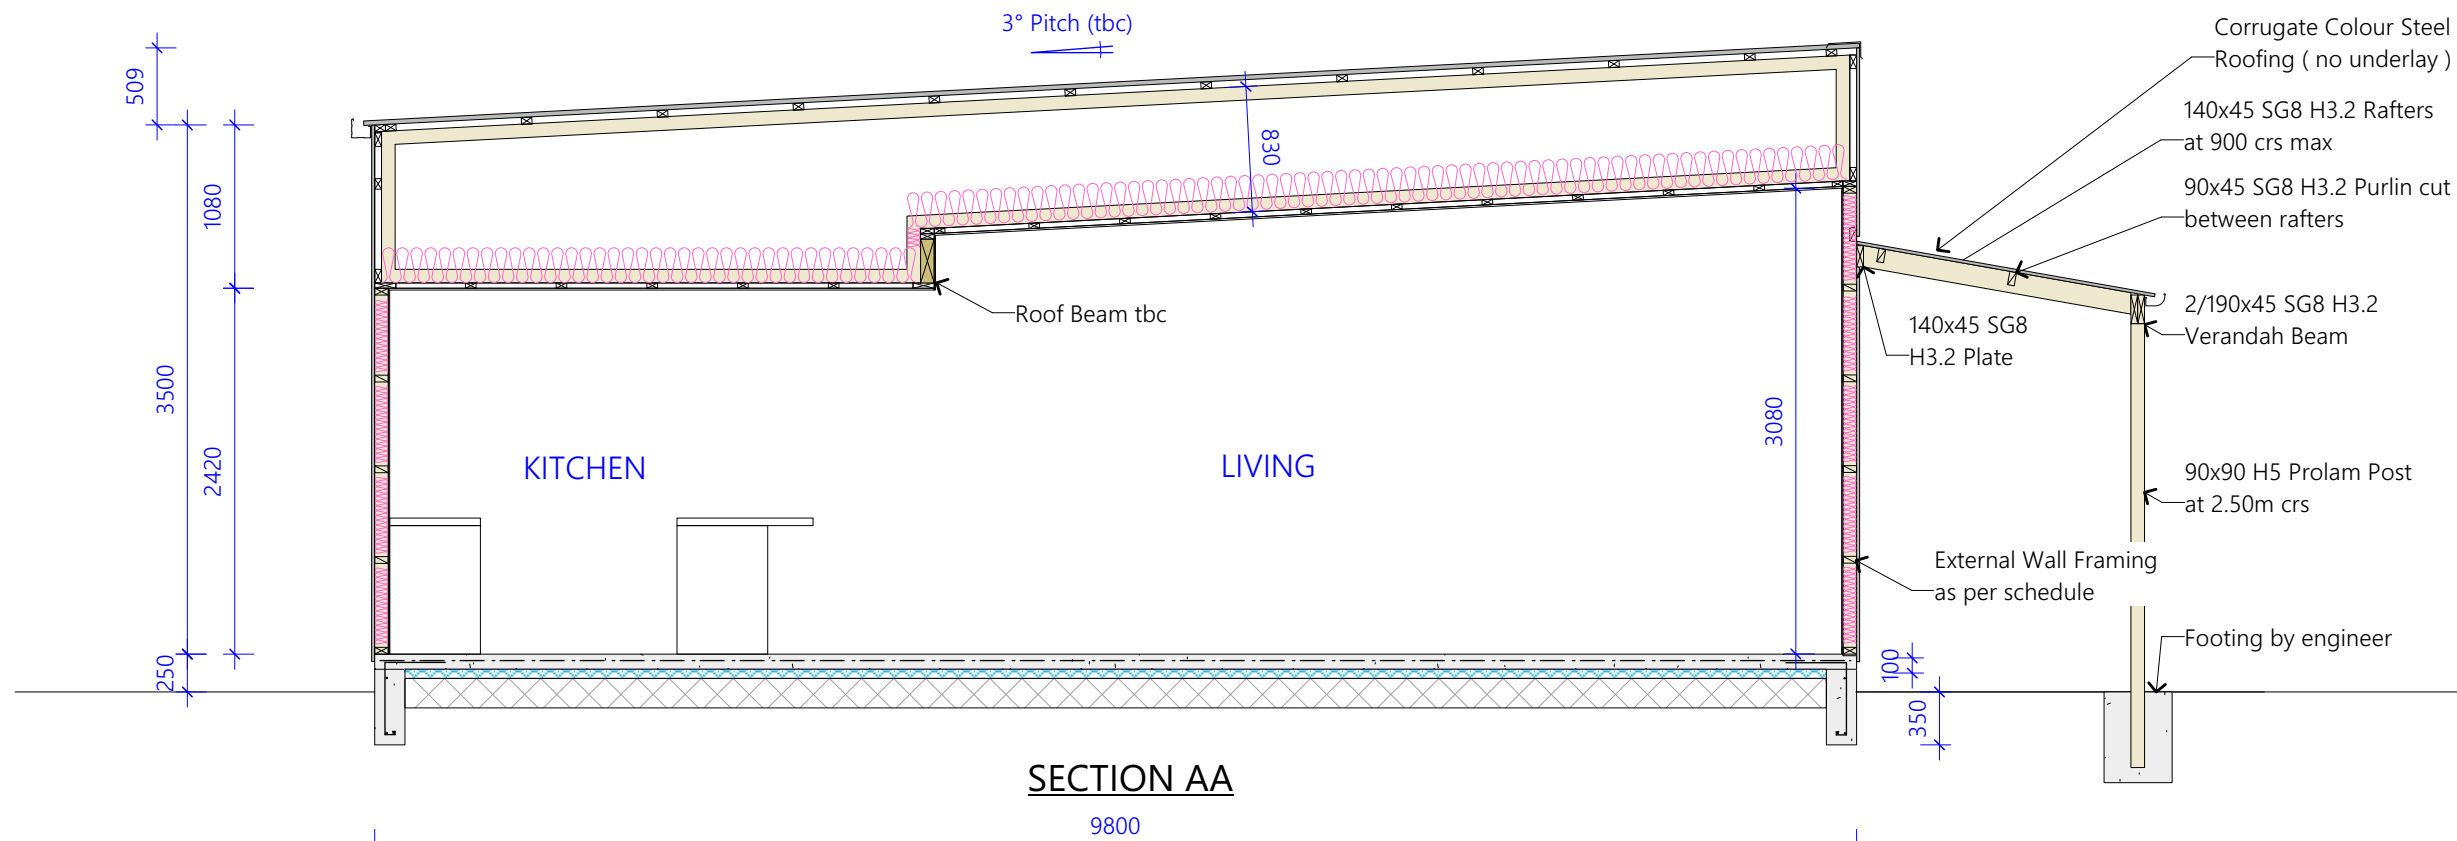 3° Pitch (tbc)
Corrugate Colour Steel
Roofing ( no underlay )
509
140x45 SG8 H3.2 Rafters
at 900 crs max
830
90x45 SG8 H3.2 Purlin cut
between rafters
1080
Roof Beam tbc
2/190x45 SG8 H3.2
Verandah Beam
140x45 SG8
H3.2 Plate
3500
2420
3080
KITCHEN
LIVING
90x90 H5 Prolam Post
at 2.50m crs
External Wall Framing
as per schedule
Footing by engineer
250
100
350
SECTION AA
9800